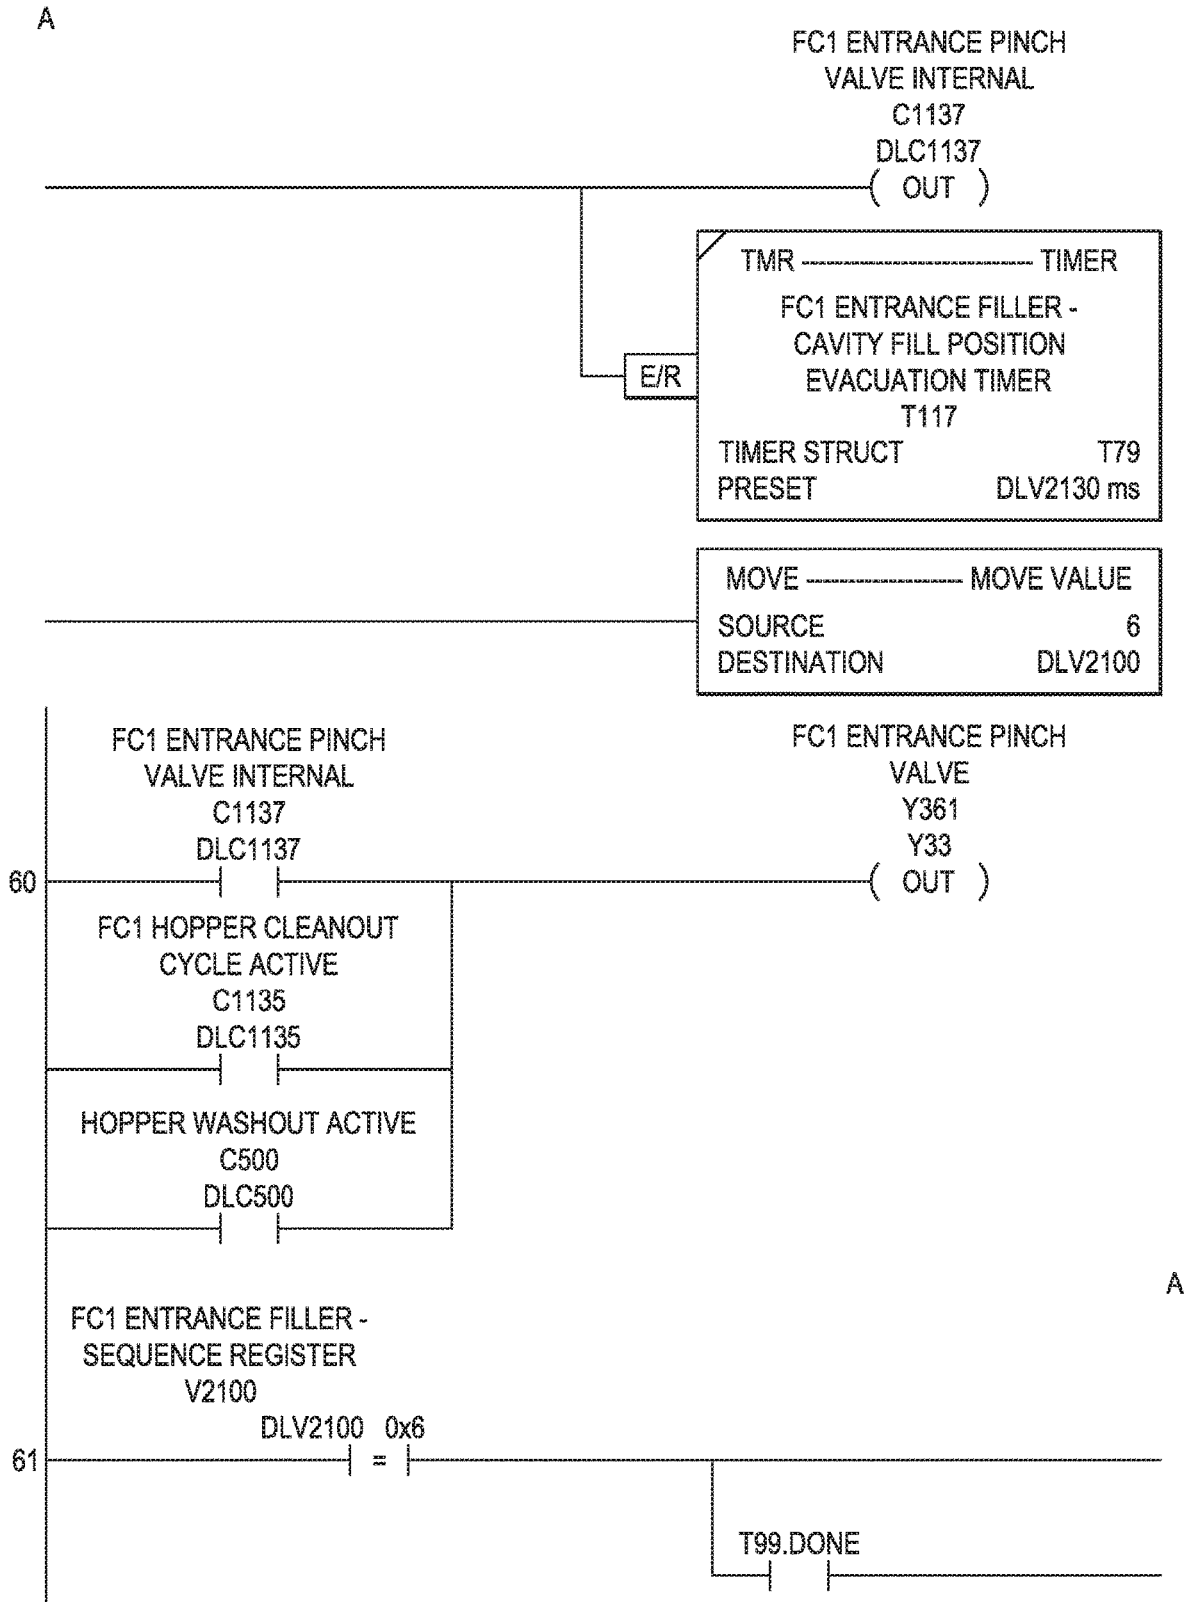 A
FC1 ENTRANCE PINCH
VALVE INTERNAL
C1137
DLC1137
( OUT )
TMR TIMER
FC1 ENTRANCE FILLER -
CAVITY FILL POSITION
EVACUATION TIMER
E/R
T117
TIMER STRUCT T79
PRESET DLV2130 ms
MOVE MOVE VALUE
SOURCE 6
DESTINATION DLV2100
FC1 ENTRANCE PINCH
VALVE INTERNAL
C1137
DLC1137
FC1 ENTRANCE PINCH
VALVE
Y361
Y33
60 ( OUT )
FC1 HOPPER CLEANOUT
CYCLE ACTIVE
C1135
DLC1135
HOPPER WASHOUT ACTIVE
C500
DLC500
A
FC1 ENTRANCE FILLER -
SEQUENCE REGISTER
V2100
DLV2100 0x6
61 =
T99.DONE